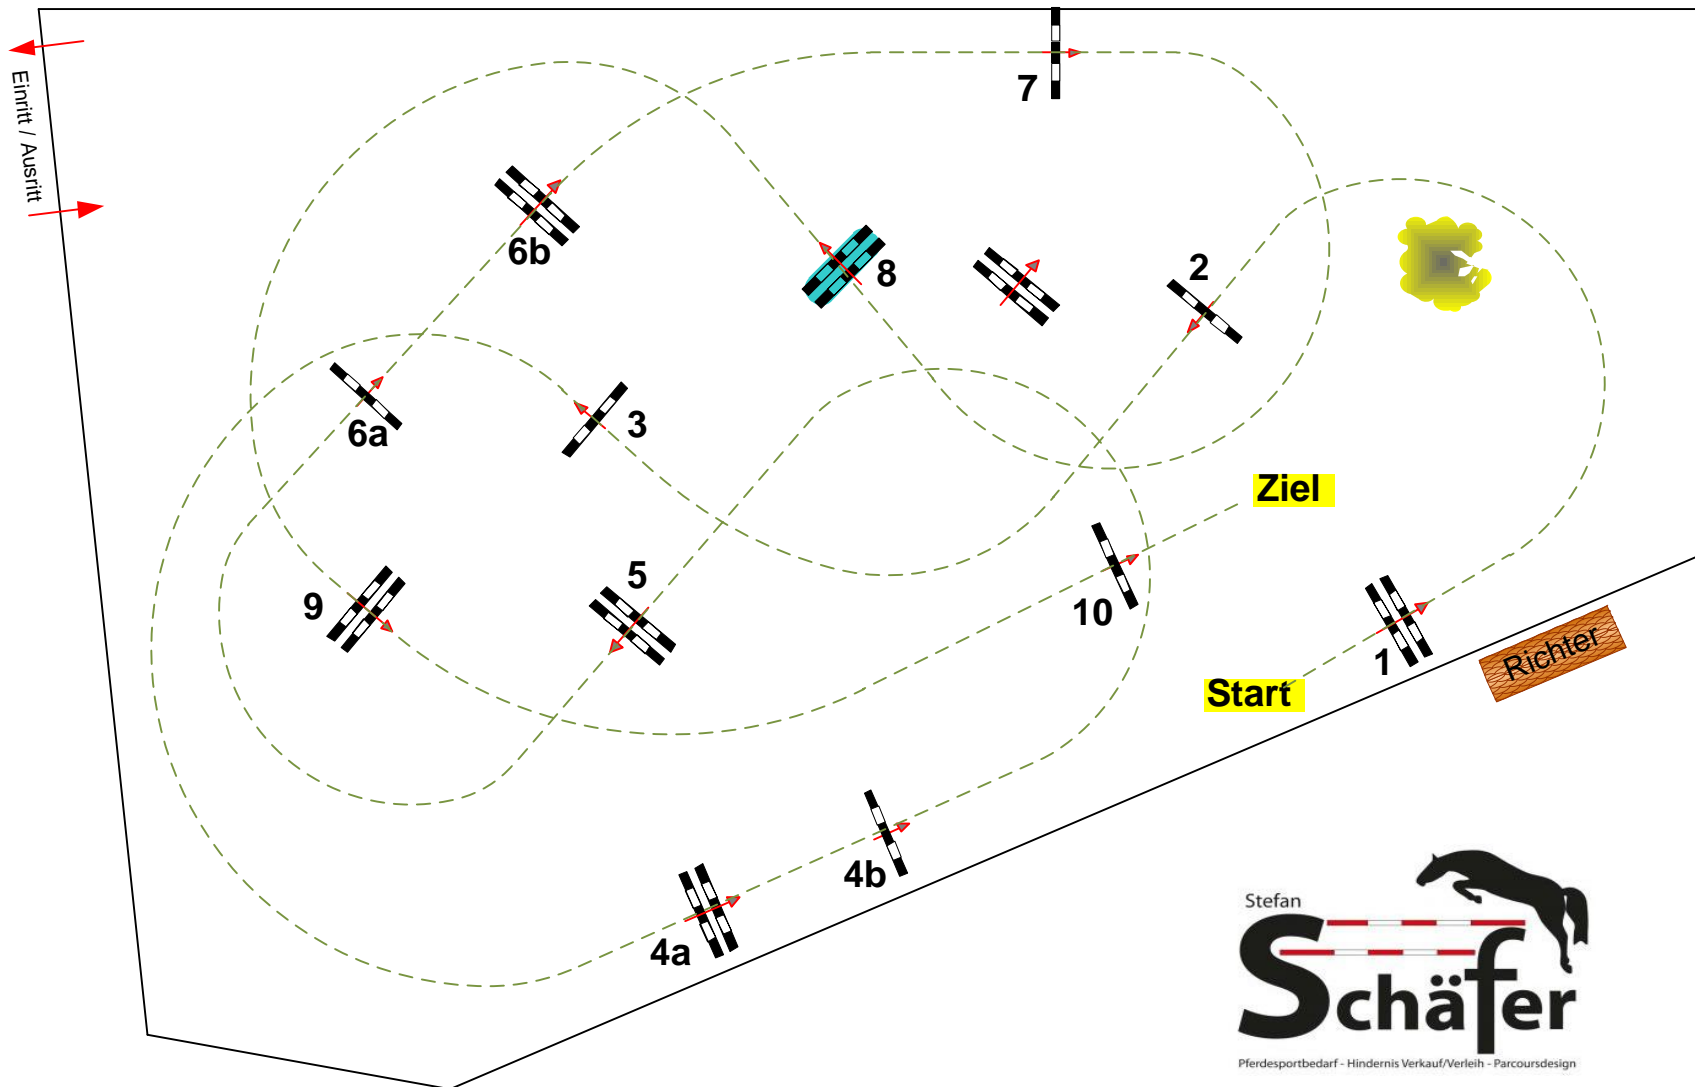 Einritt / Ausritt
7
6b
8
2
6a
3
Ziel
9
5
10
1
Richter
Start
4b
4a
Stefan
Schäfer
Pferdesportbedarf - Hindernis Verkauf/Verleih - Parcoursdesign